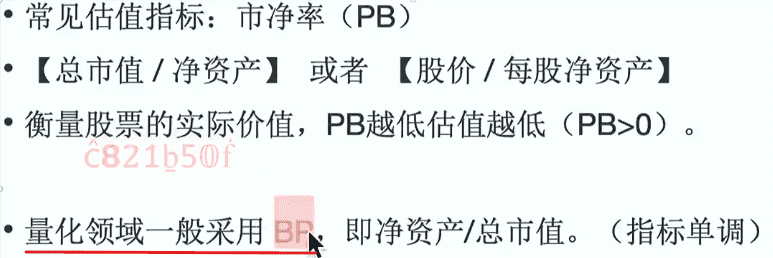 • 常见估值指标：市净率（PB）
• 【总市值 / 净资产】 或者 【股价 / 每股净资产】
• 衡量股票的实际价值，PB越低估值越低（PB>0）。
ĉ821ḇ50ḟ
• 量化领域一般采用 BP，即净资产/总市值。（指标单调）